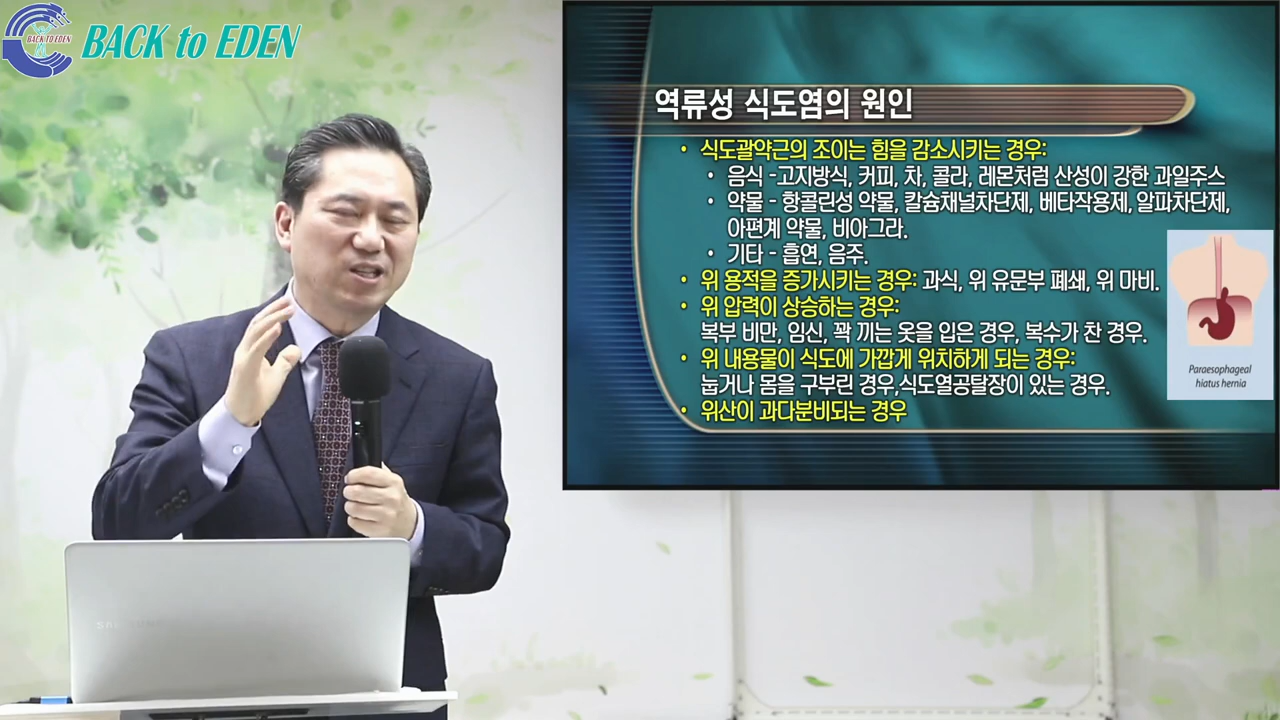 BACK TO EDEN
BACK to EDEN
역류성 식도염의 원인
• 식도괄약근의 조이는 힘을 감소시키는 경우:
• 음식 -고지방식, 커피, 차, 콜라, 레몬처럼 산성이 강한 과일주스
• 약물 - 항콜린성 약물, 칼슘채널차단제, 베타작용제, 알파차단제,
아편계 약물, 비아그라.
• 기타 - 흡연, 음주.
• 위 용적을 증가시키는 경우: 과식, 위 유문부 폐쇄, 위 마비.
• 위 압력이 상승하는 경우:
복부 비만, 임신, 꽉 끼는 옷을 입은 경우, 복수가 찬 경우.
• 위 내용물이 식도에 가깝게 위치하게 되는 경우:
눕거나 몸을 구부린 경우,식도열공탈장이 있는 경우.
• 위산이 과다분비되는 경우
Paraesophageal
hiatus hernia
SAMSUNG